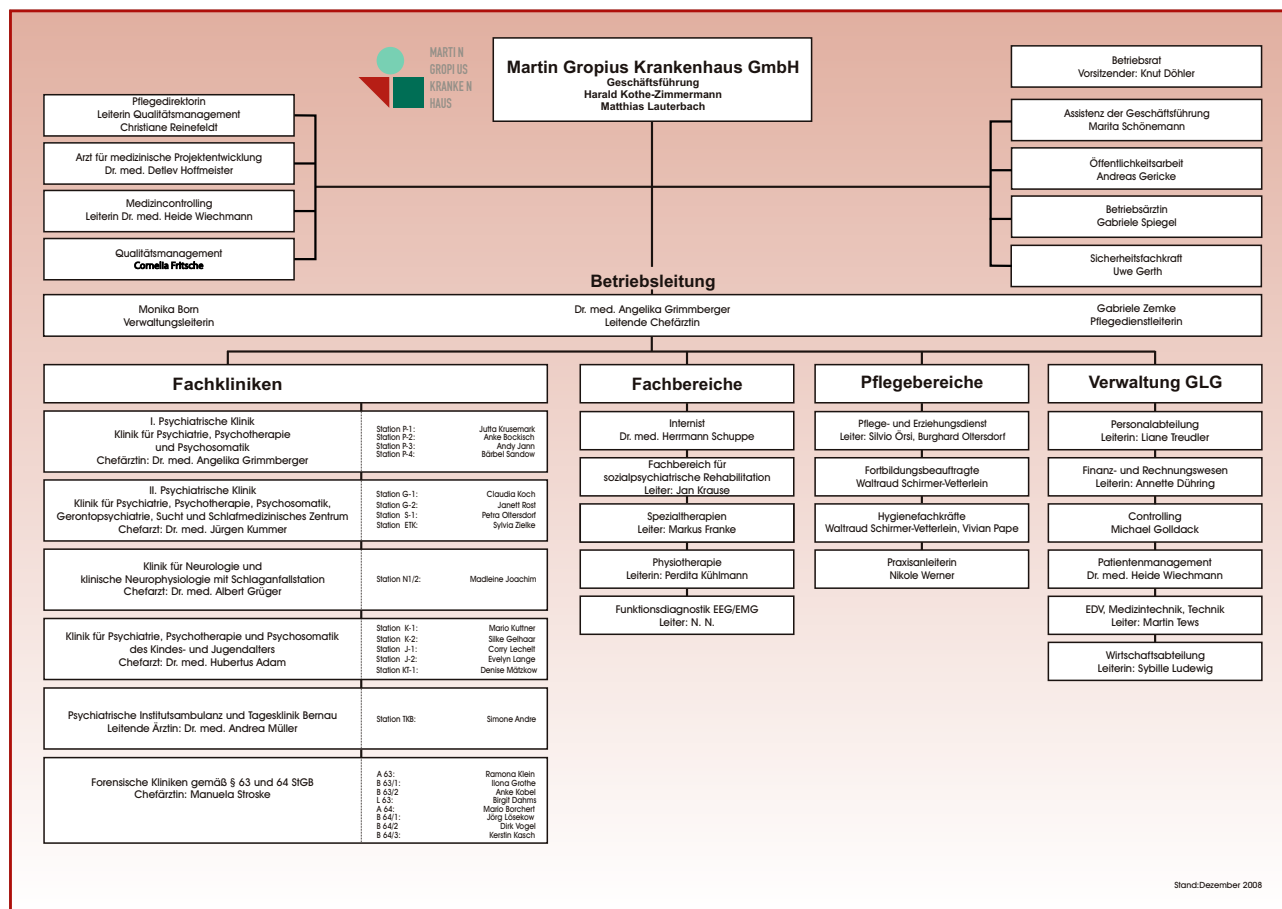 MARTIN
GROPIUS
KRANKEN
HAUS
Martin Gropius Krankenhaus GmbH
Geschäftsführung
Harald Kothe-Zimmermann
Matthias Lauterbach
Betriebsrat
Vorsitzender: Knut Döhler
Pflegedirektorin
Leiterin Qualitätsmanagement
Christiane Reinefeldt
Arzt für medizinische Projektentwicklung
Dr. med. Detlev Hoffmeister
Medizincontrolling
Leiterin Dr. med. Heide Wiechmann
Qualitätsmanagement
Cornelia Fritsche
Assistenz der Geschäftsführung
Marita Schönemann
Öffentlichkeitsarbeit
Andreas Gericke
Betriebsärztin
Gabriele Spiegel
Sicherheitsfachkraft
Uwe Gerth
Betriebsleitung
Monika Born
Verwaltungsleiterin
Dr. med. Angelika Grimmberger
Leitende Chefärztin
Gabriele Zemke
Pflegedienstleiterin
Fachkliniken
I. Psychiatrische Klinik
Klinik für Psychiatrie, Psychotherapie
und Psychosomatik
Chefärztin: Dr. med. Angelika Grimmberger
Station P-1: Jutta Krusemark
Station P-2: Anke Bockisch
Station P-3: Andy Jann
Station P-4: Bärbel Sandow
II. Psychiatrische Klinik
Klinik für Psychiatrie, Psychotherapie, Psychosomatik,
Gerontopsychiatrie, Sucht und Schlafmedizinisches Zentrum
Chefarzt: Dr. med. Jürgen Kummer
Station G-1: Claudia Koch
Station G-2: Janett Rost
Station S-1: Petra Oltersdorf
Station ETK: Sylvia Zielke
Klinik für Neurologie und
klinische Neurophysiologie mit Schlaganfallstation
Chefarzt: Dr. med. Albert Grüger
Station N1/2: Madleine Joachim
Klinik für Psychiatrie, Psychotherapie und Psychosomatik
des Kindes- und Jugendalters
Chefarzt: Dr. med. Hubertus Adam
Station K-1: Mario Kuttner
Station K-2: Silke Gelhaar
Station J-1: Corry Lechelt
Station J-2: Evelyn Lange
Station KT-1: Denise Mätzkow
Psychiatrische Institutsambulanz und Tagesklinik Bernau
Leitende Ärztin: Dr. med. Andrea Müller
Station TKB: Simone Andre
Forensische Kliniken gemäß § 63 und 64 StGB
Chefärztin: Manuela Stroske
A 63: Ramona Klein
B 63/1: Ilona Grothe
B 63/2 Anke Kobel
L 63: Birgit Dahms
A 64: Mario Borchert
B 64/1: Jörg Lösekow
B 64/2 Dirk Vogel
B 64/3: Kerstin Kasch
Fachbereiche
Internist
Dr. med. Herrmann Schuppe
Fachbereich für
sozialpsychiatrische Rehabilitation
Leiter: Jan Krause
Spezialtherapien
Leiter: Markus Franke
Physiotherapie
Leiterin: Perdita Kühlmann
Funktionsdiagnostik EEG/EMG
Leiter: N. N.
Pflegebereiche
Pflege- und Erziehungsdienst
Leiter: Silvio Örsi, Burghard Oltersdorf
Fortbildungsbeauftragte
Waltraud Schirmer-Vetterlein
Hygienefachkräfte
Waltraud Schirmer-Vetterlein, Vivian Pape
Praxisanleiterin
Nikole Werner
Verwaltung GLG
Personalabteilung
Leiterin: Liane Treudler
Finanz- und Rechnungswesen
Leiterin: Annette Dühring
Controlling
Michael Golldack
Patientenmanagement
Dr. med. Heide Wiechmann
EDV, Medizintechnik, Technik
Leiter: Martin Tews
Wirtschaftsabteilung
Leiterin: Sybille Ludewig
Stand:Dezember 2008